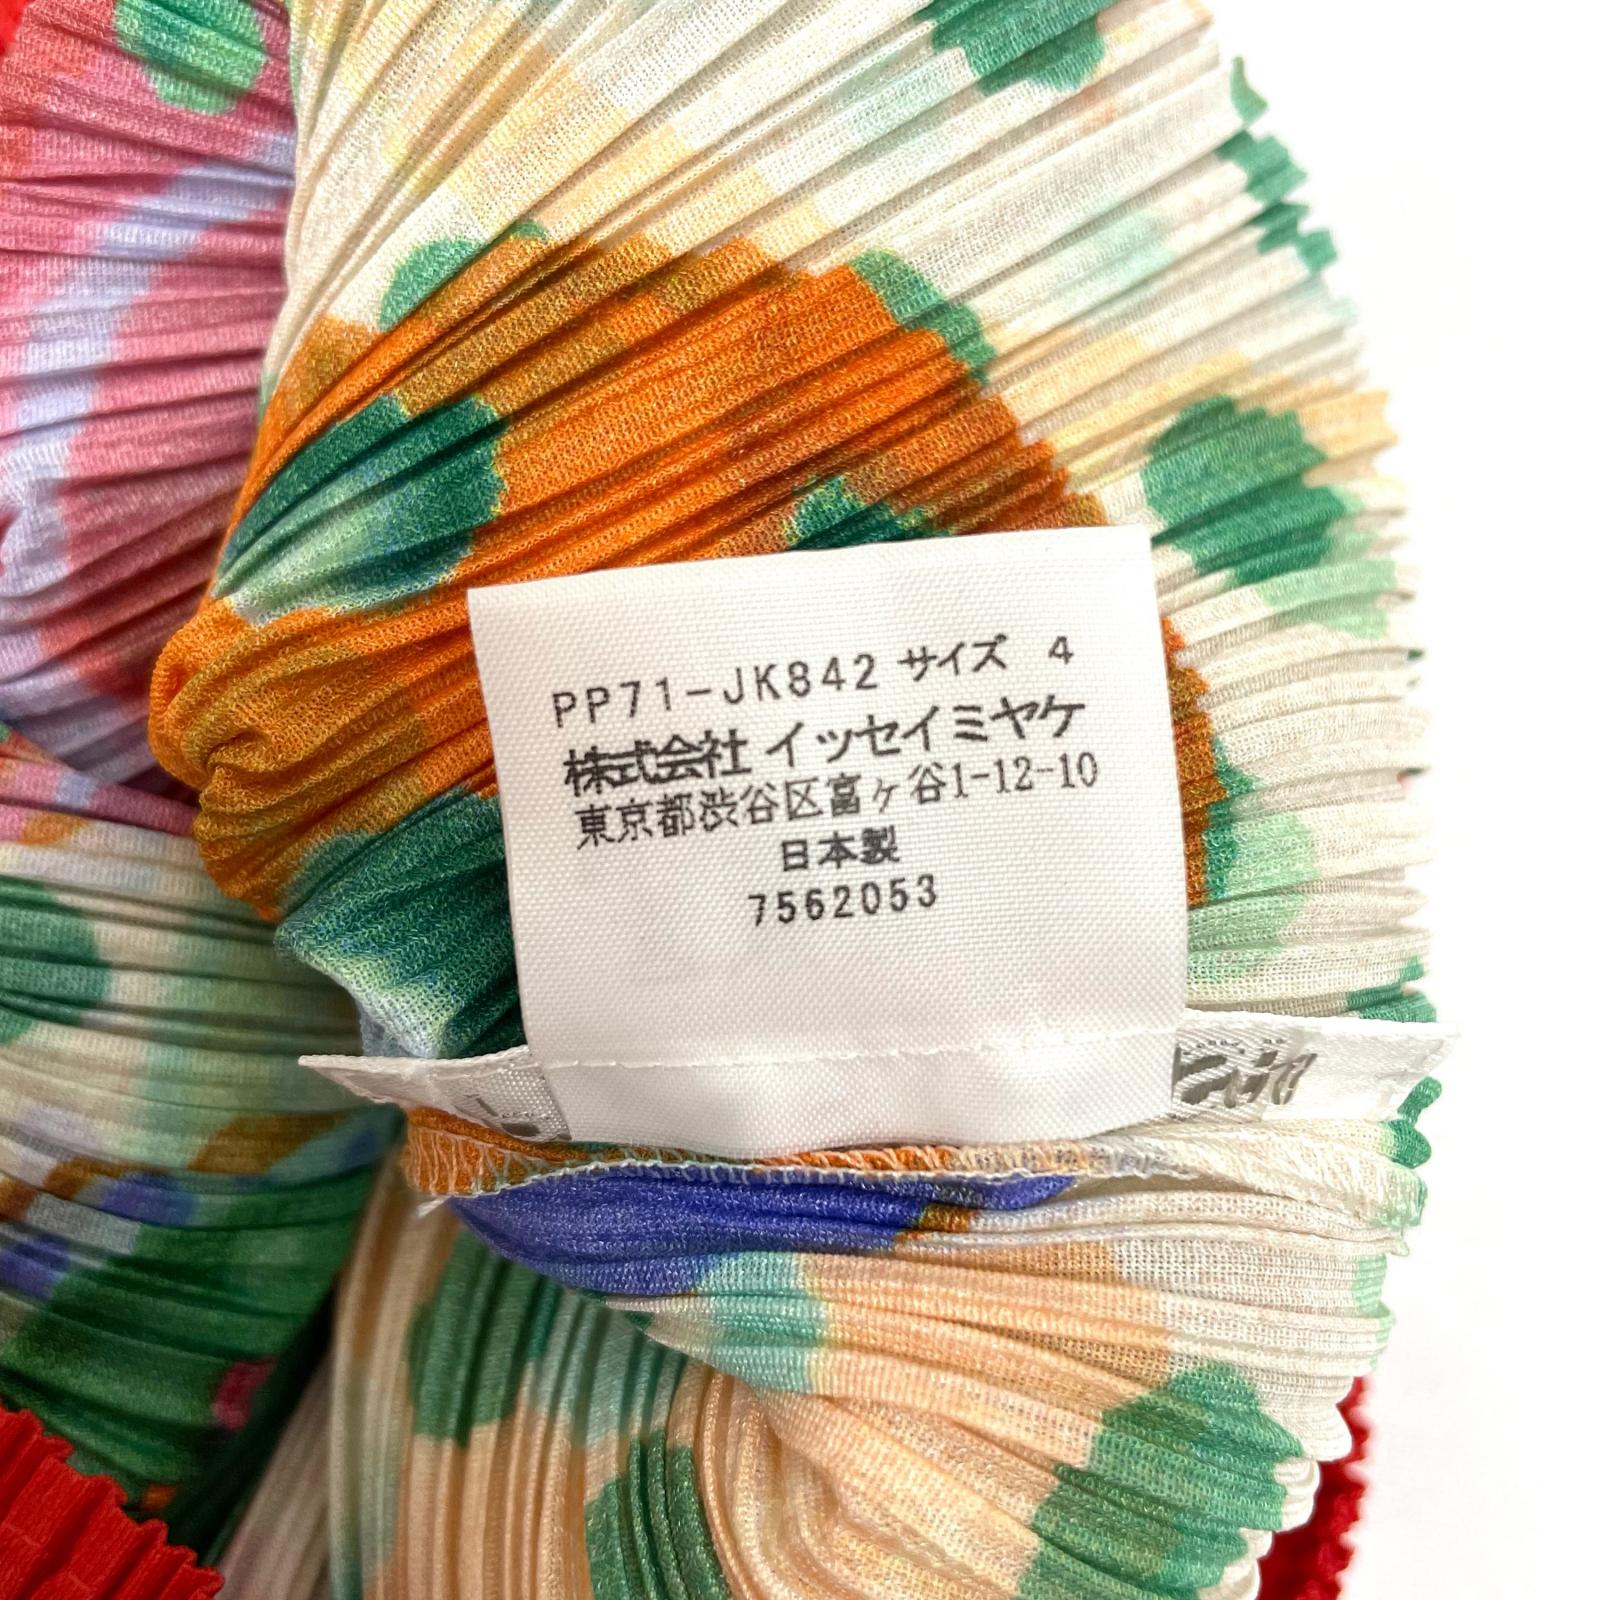 PP71-JK842 サイズ 4
株式会社 イッセイミヤケ
東京都渋谷区富ヶ谷1-12-10
日本製
7562053